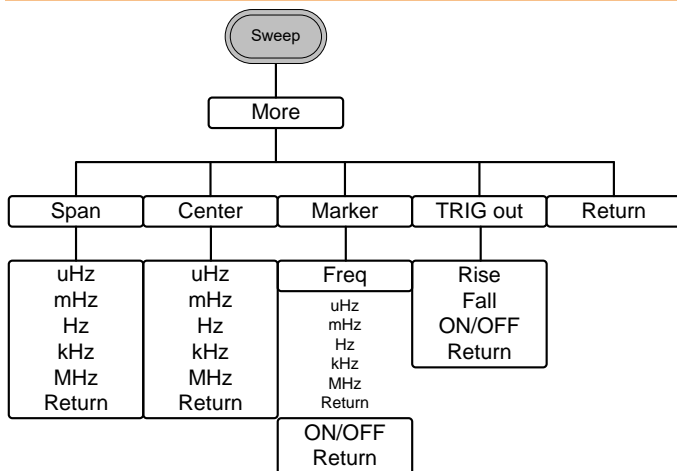 Sweep
More
Span
Center
Marker
TRIG out
Return
uHz
mHz
Hz
kHz
MHz
Return
uHz
mHz
Hz
kHz
MHz
Return
Freq
uHz
mHz
Hz
kHz
MHz
Return
ON/OFF
Return
Rise
Fall
ON/OFF
Return